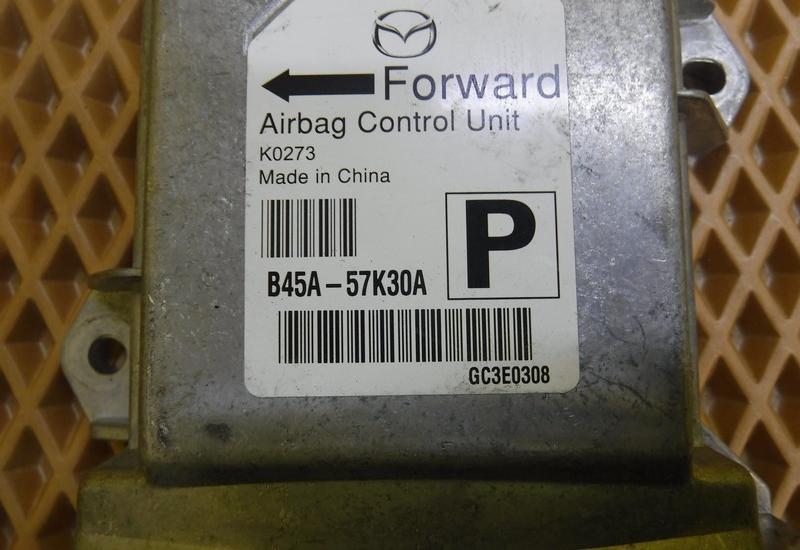 Forward
Airbag Control Unit
K0273
Made in China
P
B45A-57K30A
GC3E0308